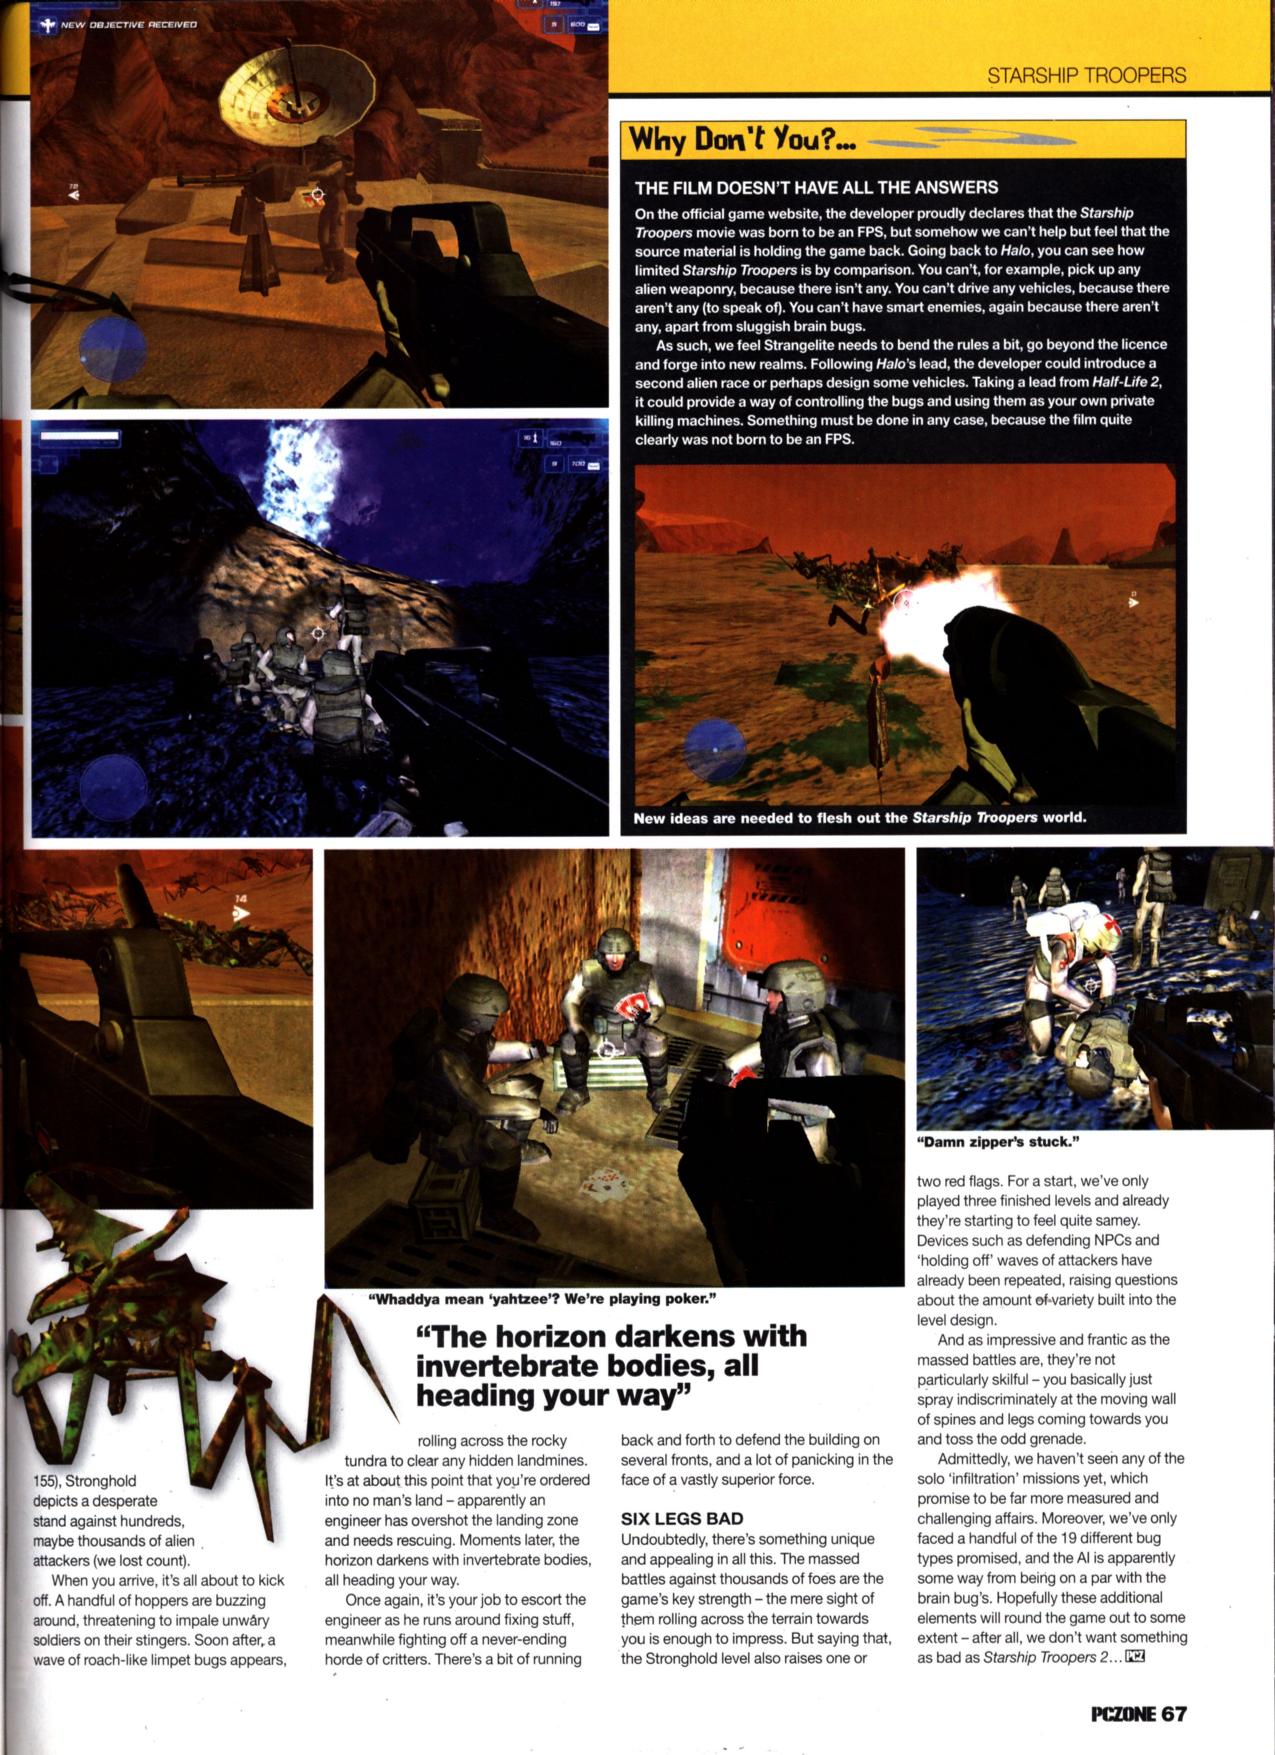 NEW OBJECTIVE RECEIVED
197
9 600
12
STARSHIP TROOPERS
Why Don't You?...
THE FILM DOESN'T HAVE ALL THE ANSWERS
On the official game website, the developer proudly declares that the Starship
Troopers movie was born to be an FPS, but somehow we can't help but feel that the
source material is holding the game back. Going back to Halo, you can see how
limited Starship Troopers is by comparison. You can't, for example, pick up any
alien weaponry, because there isn't any. You can't drive any vehicles, because there
aren't any (to speak of). You can't have smart enemies, again because there aren't
any, apart from sluggish brain bugs.
As such, we feel Strangelite needs to bend the rules a bit, go beyond the licence
and forge into new realms. Following Halo's lead, the developer could introduce a
second alien race or perhaps design some vehicles. Taking a lead from Half-Life 2,
it could provide a way of controlling the bugs and using them as your own private
killing machines. Something must be done in any case, because the film quite
clearly was not born to be an FPS.
New ideas are needed to flesh out the Starship Troopers world.
14
"Whaddya mean 'yahtzee'? We're playing poker."
"Damn zipper's stuck."
"The horizon darkens with
invertebrate bodies, all
heading your way"
155), Stronghold
depicts a desperate
stand against hundreds,
maybe thousands of alien
attackers (we lost count).
When you arrive, it's all about to kick
off. A handful of hoppers are buzzing
around, threatening to impale unwary
soldiers on their stingers. Soon after, a
wave of roach-like limpet bugs appears,
rolling across the rocky
tundra to clear any hidden landmines.
It's at about this point that you're ordered
into no man's land – apparently an
engineer has overshot the landing zone
and needs rescuing. Moments later, the
horizon darkens with invertebrate bodies,
all heading your way.
Once again, it's your job to escort the
engineer as he runs around fixing stuff,
meanwhile fighting off a never-ending
horde of critters. There's a bit of running
back and forth to defend the building on
several fronts, and a lot of panicking in the
face of a vastly superior force.
SIX LEGS BAD
Undoubtedly, there's something unique
and appealing in all this. The massed
battles against thousands of foes are the
game's key strength – the mere sight of
them rolling across the terrain towards
you is enough to impress. But saying that,
the Stronghold level also raises one or
two red flags. For a start, we've only
played three finished levels and already
they're starting to feel quite samey.
Devices such as defending NPCs and
'holding off' waves of attackers have
already been repeated, raising questions
about the amount of variety built into the
level design.
And as impressive and frantic as the
massed battles are, they're not
particularly skilful – you basically just
spray indiscriminately at the moving wall
of spines and legs coming towards you
and toss the odd grenade.
Admittedly, we haven't seen any of the
solo 'infiltration' missions yet, which
promise to be far more measured and
challenging affairs. Moreover, we've only
faced a handful of the 19 different bug
types promised, and the AI is apparently
some way from being on a par with the
brain bug's. Hopefully these additional
elements will round the game out to some
extent – after all, we don't want something
as bad as Starship Troopers 2... PCZ
PCZONE 67